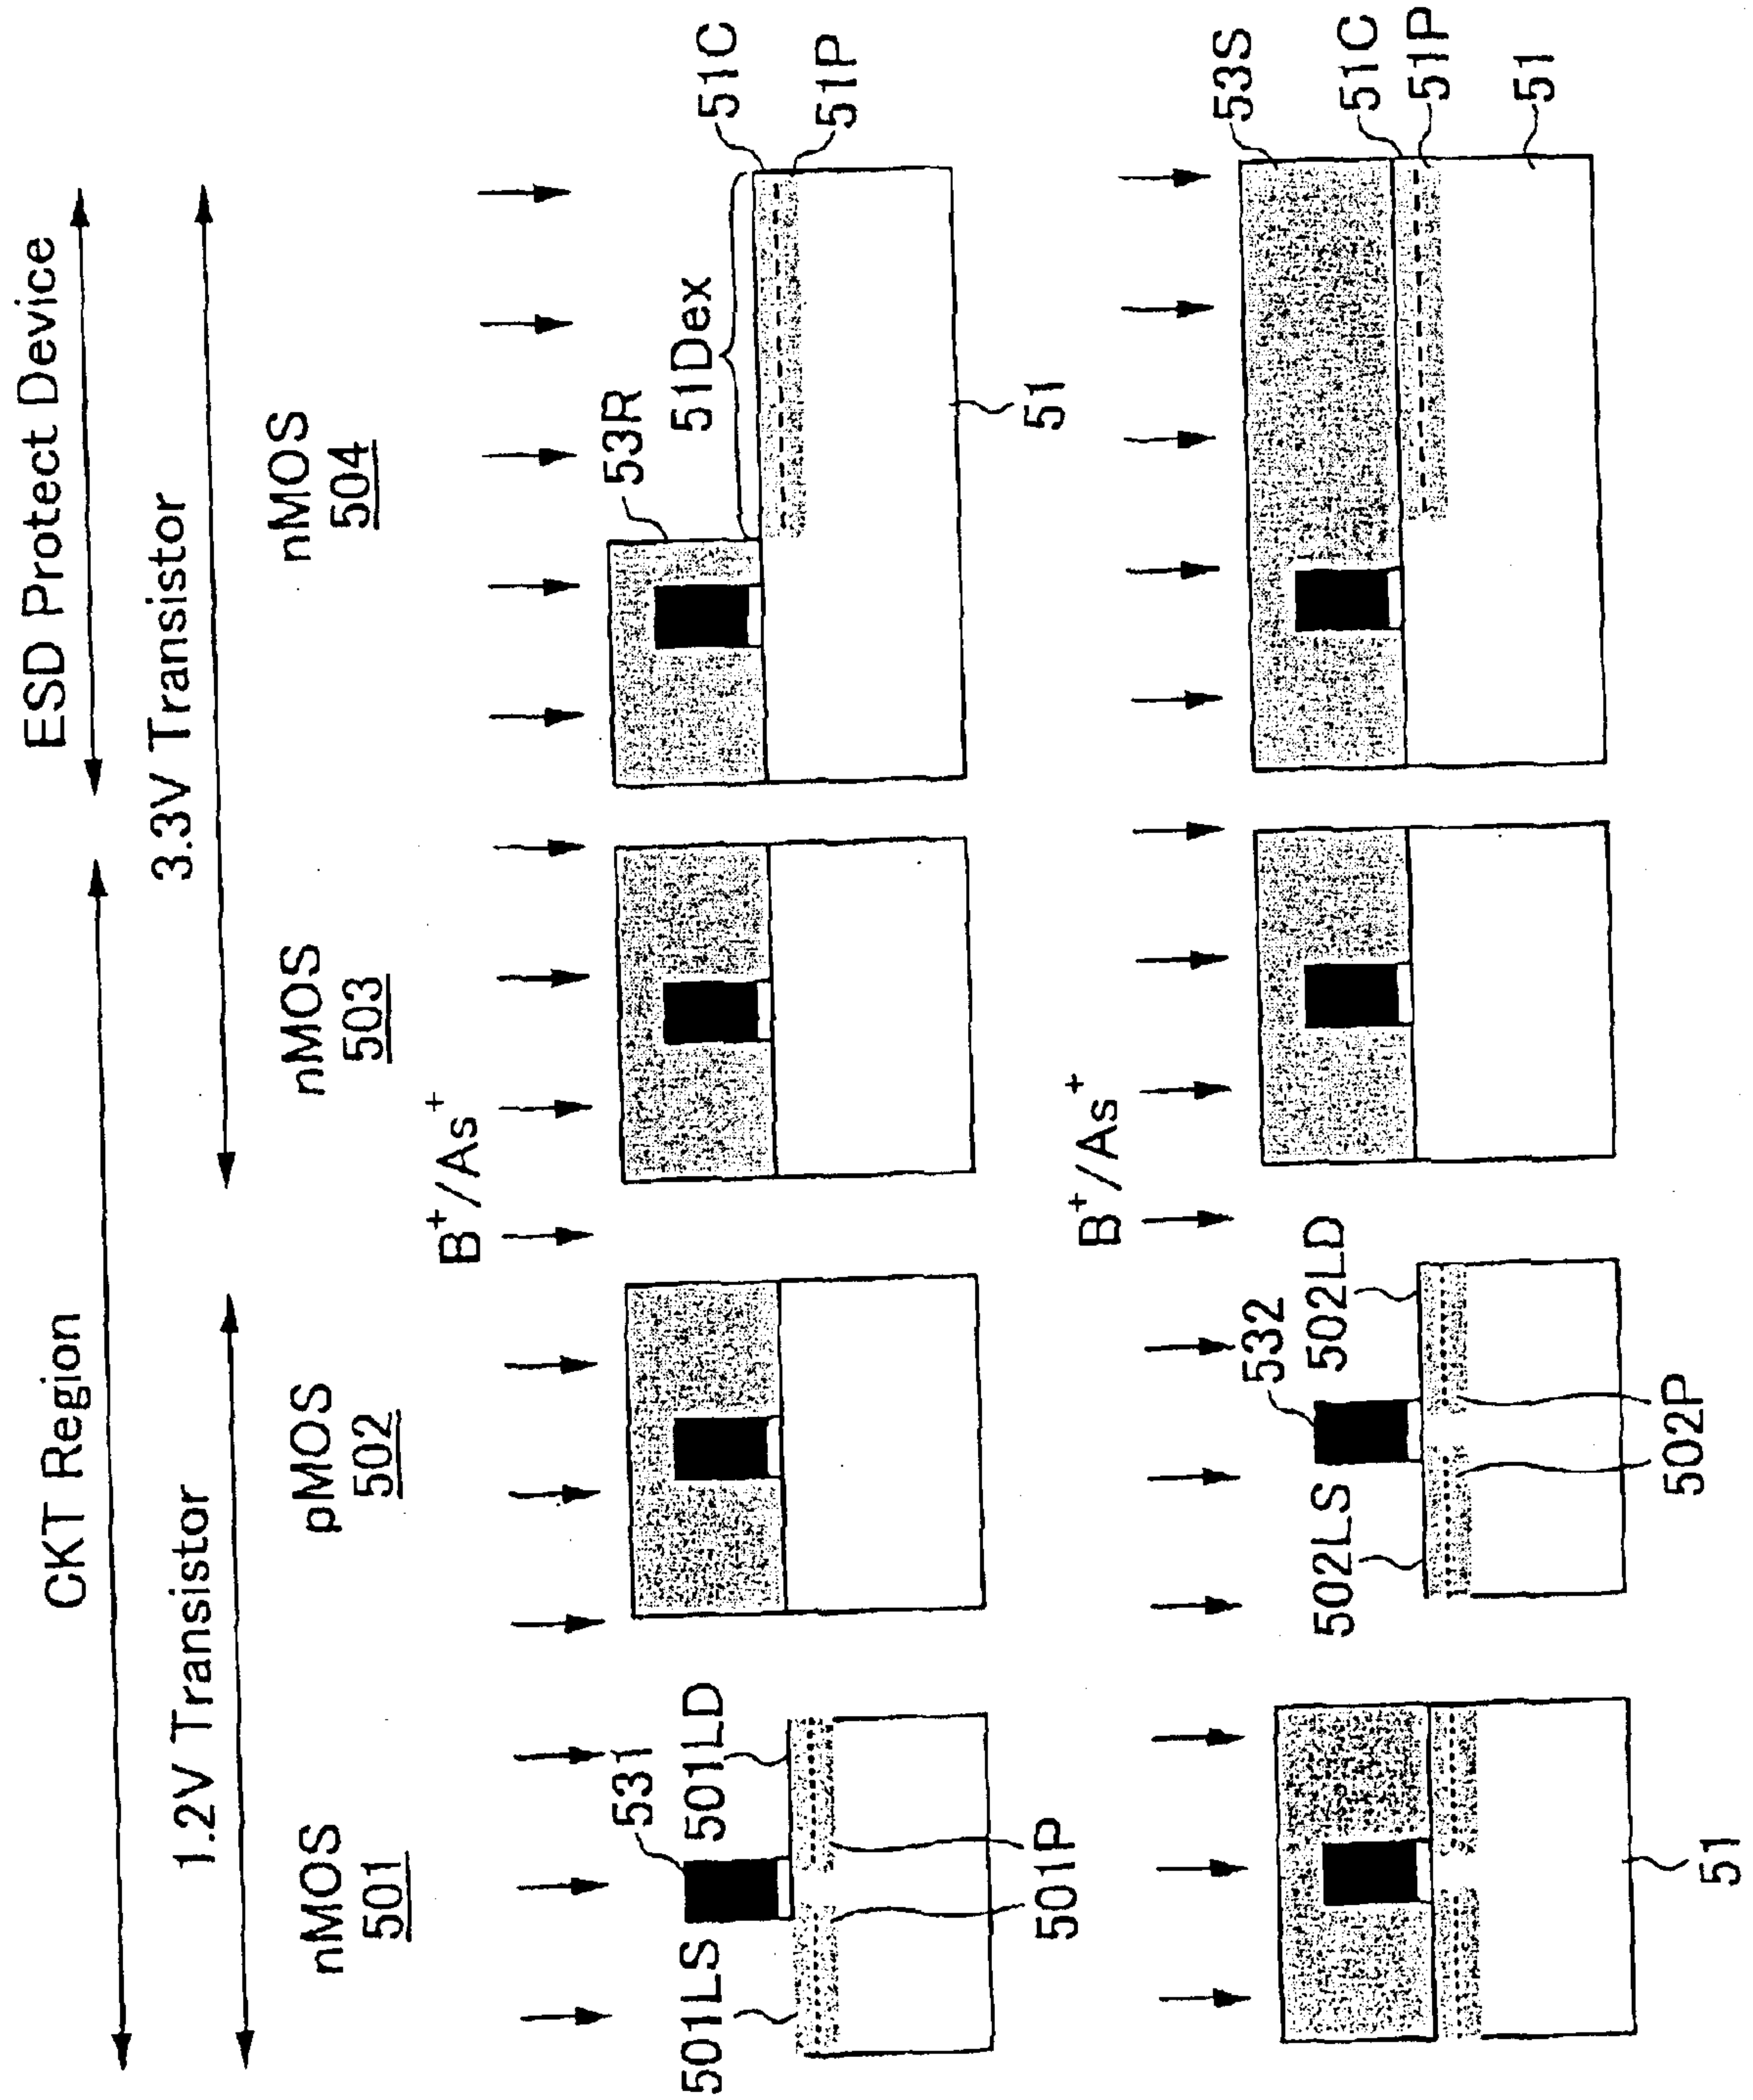 CKT Region
ESD Protect Device
1.2V Transistor
3.3V Transistor
nMOS
501
pMOS
502
nMOS
503
nMOS
504
B⁺/As⁺
531
501LS
501LD
501P
53R
51Dex
51C
51P
51
B⁺/As⁺
532
502LS
502LD
502P
51
53S
51C
51P
51